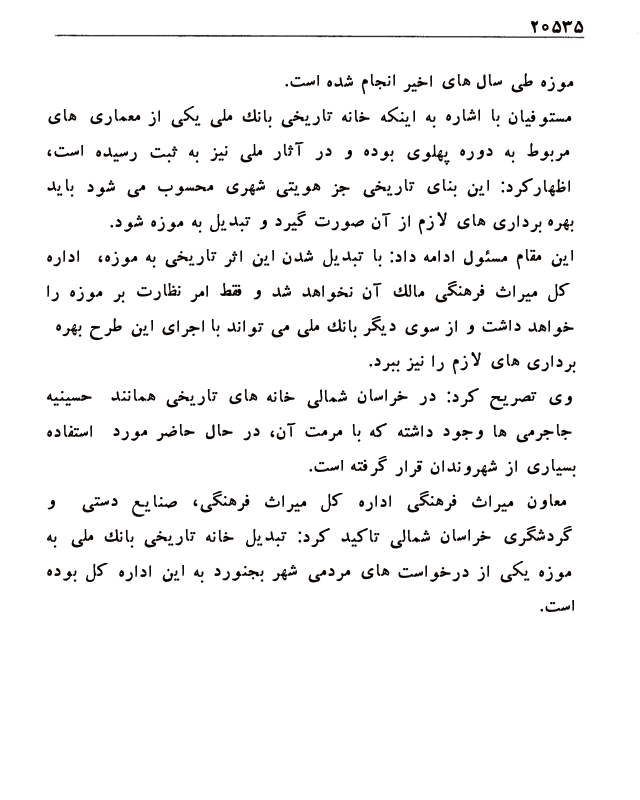 ۲۰۵۳۵
موزه طی سال های اخیر انجام شده است.
مستوفیان با اشاره به اینکه خانه تاریخی بانك ملی یکی از معماری های
مربوط به دوره پهلوی بوده و در آثار ملی نیز به ثبت رسیده است،
اظهارکرد: این بنای تاریخی جز هویتی شهری محسوب می شود باید
بهره برداری های لازم از آن صورت گیرد و تبدیل به موزه شود.
این مقام مسئول ادامه داد: با تبدیل شدن این اثر تاریخی به موزه، اداره
کل میراث فرهنگی مالك آن نخواهد شد و فقط امر نظارت بر موزه را
خواهد داشت و از سوی دیگر بانك ملی می تواند با اجرای این طرح بهره
برداری های لازم را نیز ببرد.
وی تصریح کرد: در خراسان شمالی خانه های تاریخی همانند حسینیه
جاجرمی ها وجود داشته که با مرمت آن، در حال حاضر مورد استفاده
بسیاری از شهروندان قرار گرفته است.
معاون میراث فرهنگی اداره کل میراث فرهنگی، صنایع دستی و
گردشگری خراسان شمالی تاکید کرد: تبدیل خانه تاریخی بانك ملی به
موزه یکی از درخواست های مردمی شهر بجنورد به این اداره کل بوده
است.